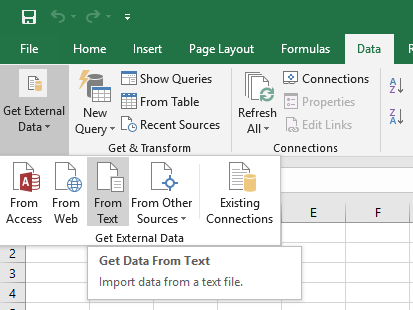 File Home Insert Page Layout Formulas Data
Get External Data
New Query
Show Queries
From Table
Recent Sources
Get & Transform
Refresh All
Connections
Properties
Edit Links
Connections
A
Z
Z
A
From Access
From Web
From Text
From Other Sources
Existing Connections
Get External Data
E F
2
3
4
Get Data From Text
Import data from a text file.